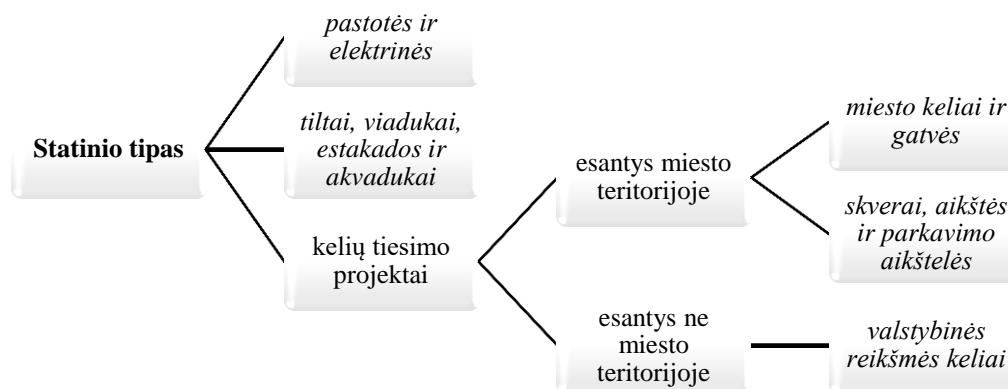 pastotės ir
elektrinės
Statinio tipas
tiltai, viadukai,
estakados ir
akvadukai
kelių tiesimo
projektai
esantys miesto
teritorijoje
miesto keliai ir
gatvės
skverai, aikštės
ir parkavimo
aikštelės
esantys ne
miesto
teritorijoje
valstybinės
reikšmės keliai